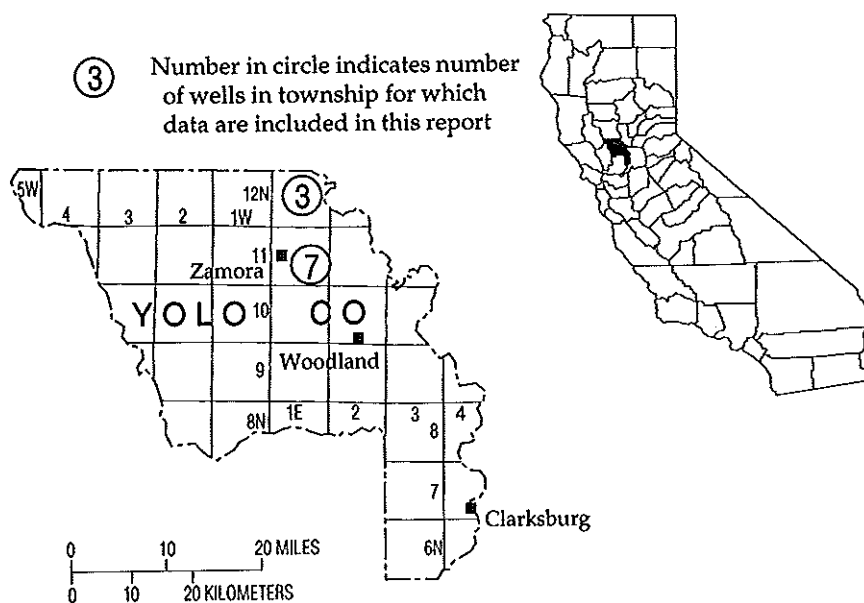 3
Number in circle indicates number
of wells in township for which
data are included in this report
5W
12N
3
4
3
2
1W
11
7
Zamora
YOLO CO
10
Woodland
9
8N
1E
2
3
4
8
7
Clarksburg
6N
0 10 20 MILES
0 10 20 KILOMETERS